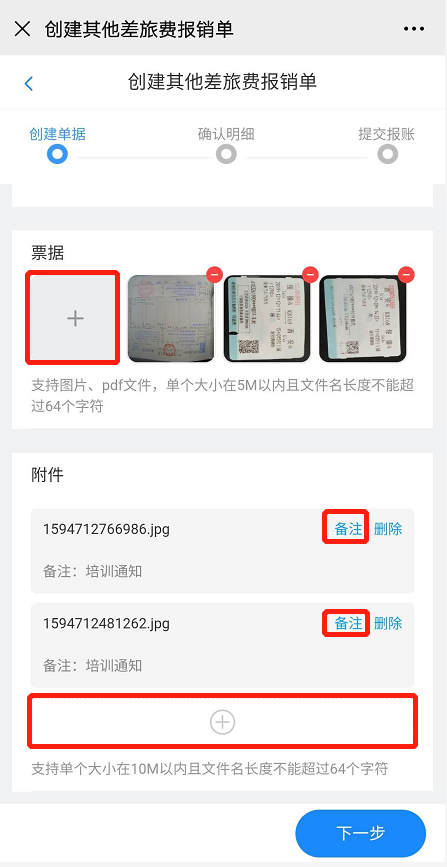 创建其他差旅费报销单
创建其他差旅费报销单
创建单据
确认明细
提交报账
票据
支持图片、pdf文件，单个大小在5M以内且文件名长度不能超
过64个字符
附件
1594712766986.jpg
备注
删除
备注：培训通知
1594712481262.jpg
备注
删除
备注：培训通知
支持单个大小在10M以内且文件名长度不能超过64个字符
下一步